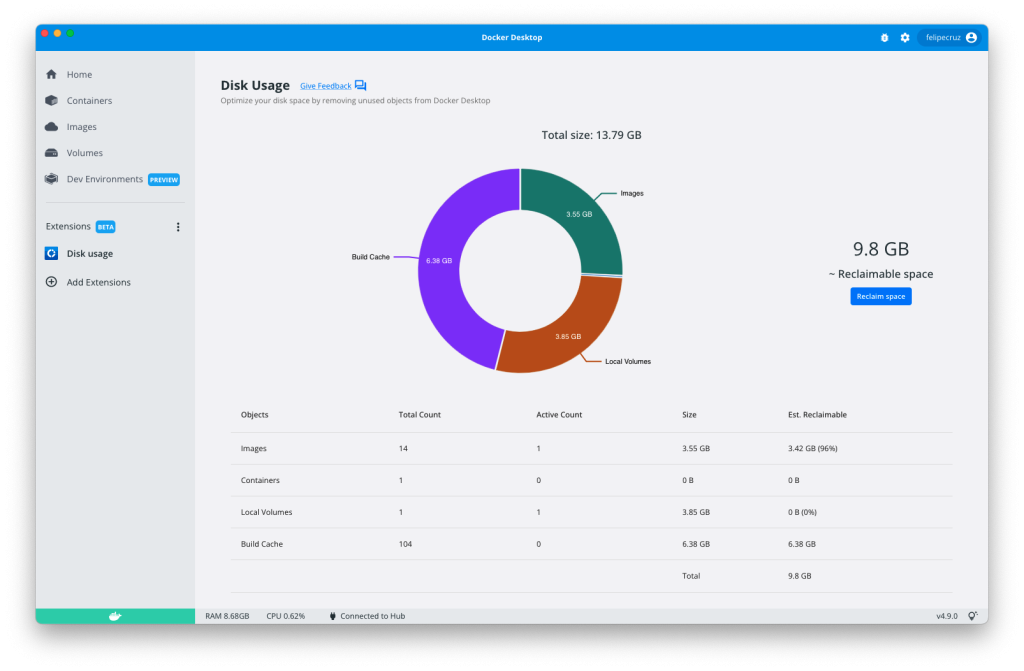 Docker Desktop
felipecruz
Home
Containers
Images
Volumes
Dev Environments PREVIEW
Extensions BETA
Disk usage
Add Extensions
Disk Usage Give Feedback
Optimize your disk space by removing unused objects from Docker Desktop
Total size: 13.79 GB
Images
3.55 GB
Build Cache
6.38 GB
3.85 GB
Local Volumes
9.8 GB
~ Reclaimable space
Reclaim space
Objects Total Count Active Count Size Est. Reclaimable
Images 14 1 3.55 GB 3.42 GB (96%)
Containers 1 0 0 B 0 B
Local Volumes 1 1 3.85 GB 0 B (0%)
Build Cache 104 0 6.38 GB 6.38 GB
Total 9.8 GB
RAM 8.68GB CPU 0.62% Connected to Hub v4.9.0